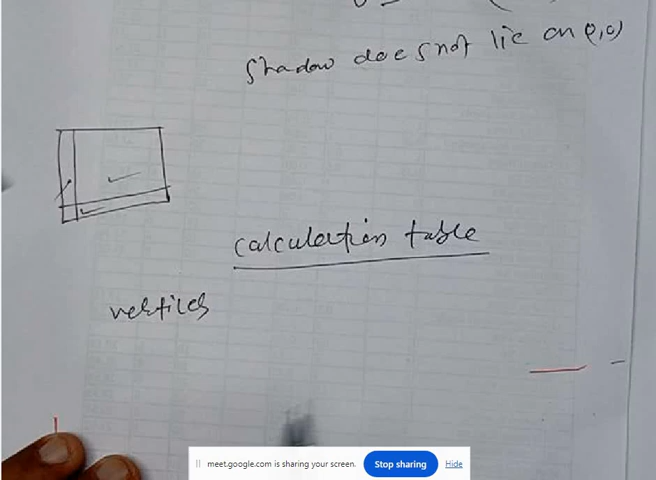 shadow does not lie on (0,0)
calculation table
vertices
meet.google.com is sharing your screen.
Stop sharing
Hide